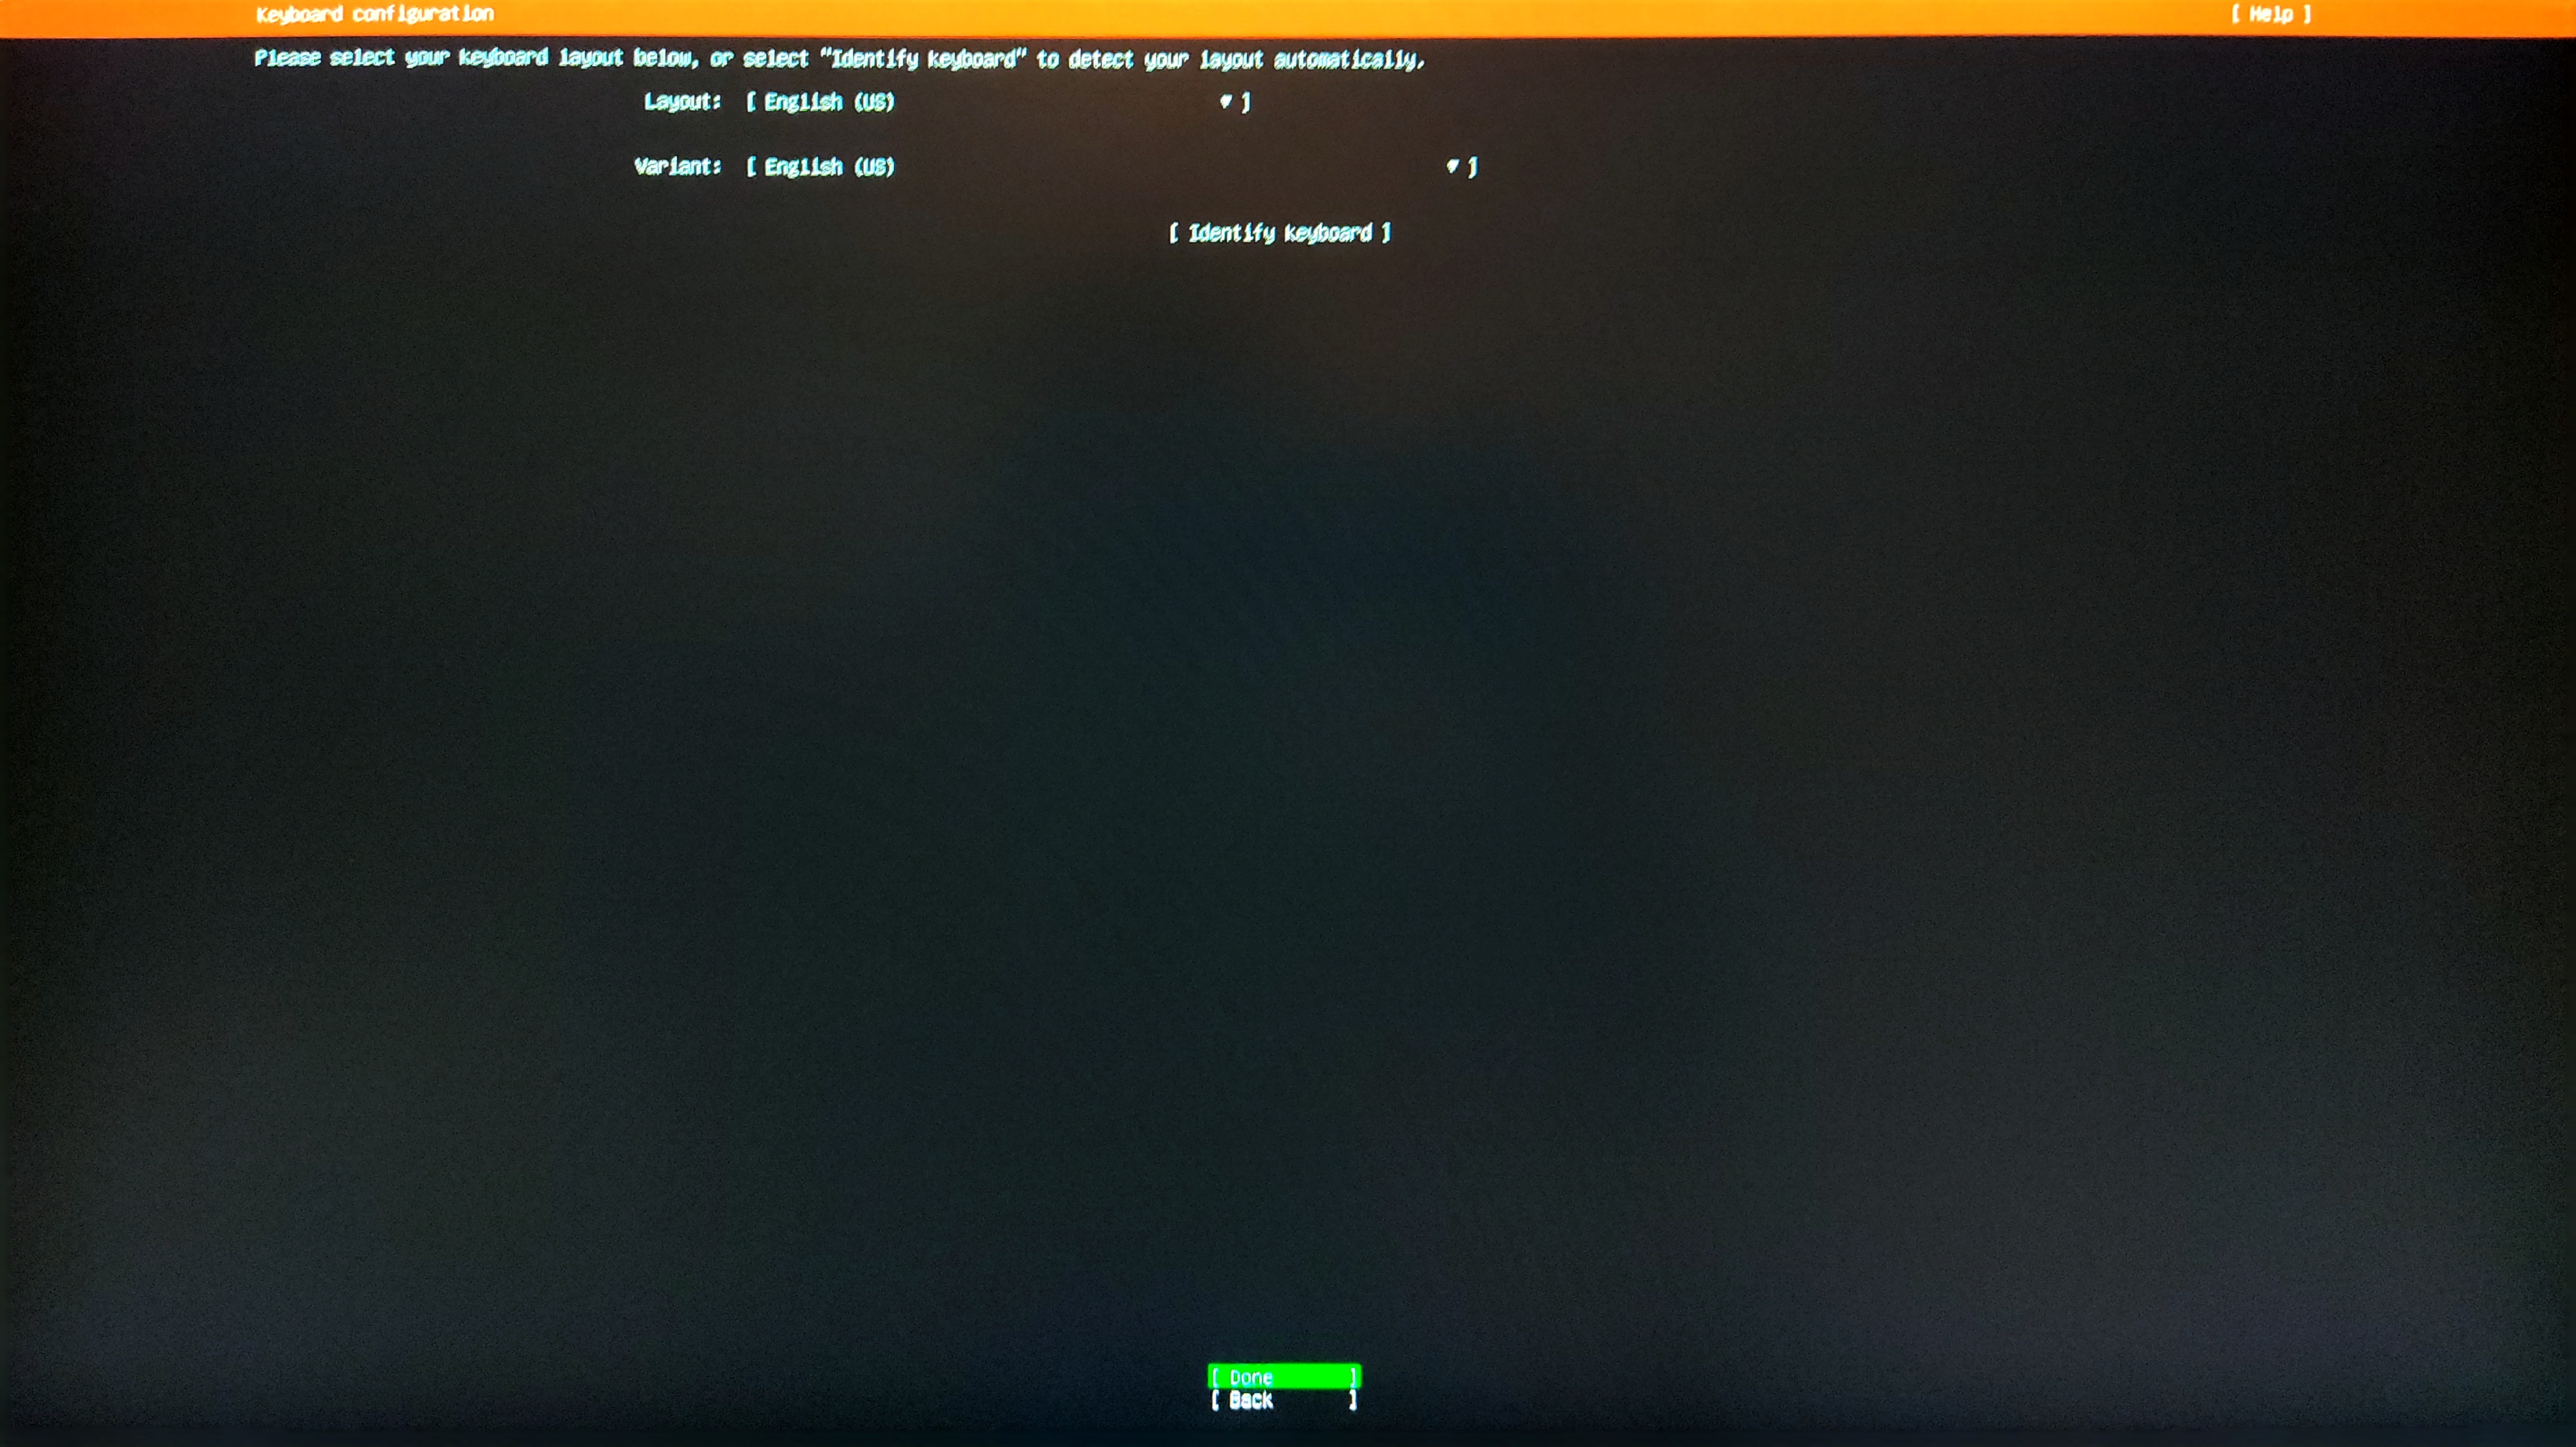 Keyboard configuration [ Help ]
Please select your keyboard layout below, or select "Identify keyboard" to detect your layout automatically.
Layout: [ English (US) ▾ ]
Variant: [ English (US) ▾ ]
[ Identify keyboard ]
[ Done ]
[ Back ]